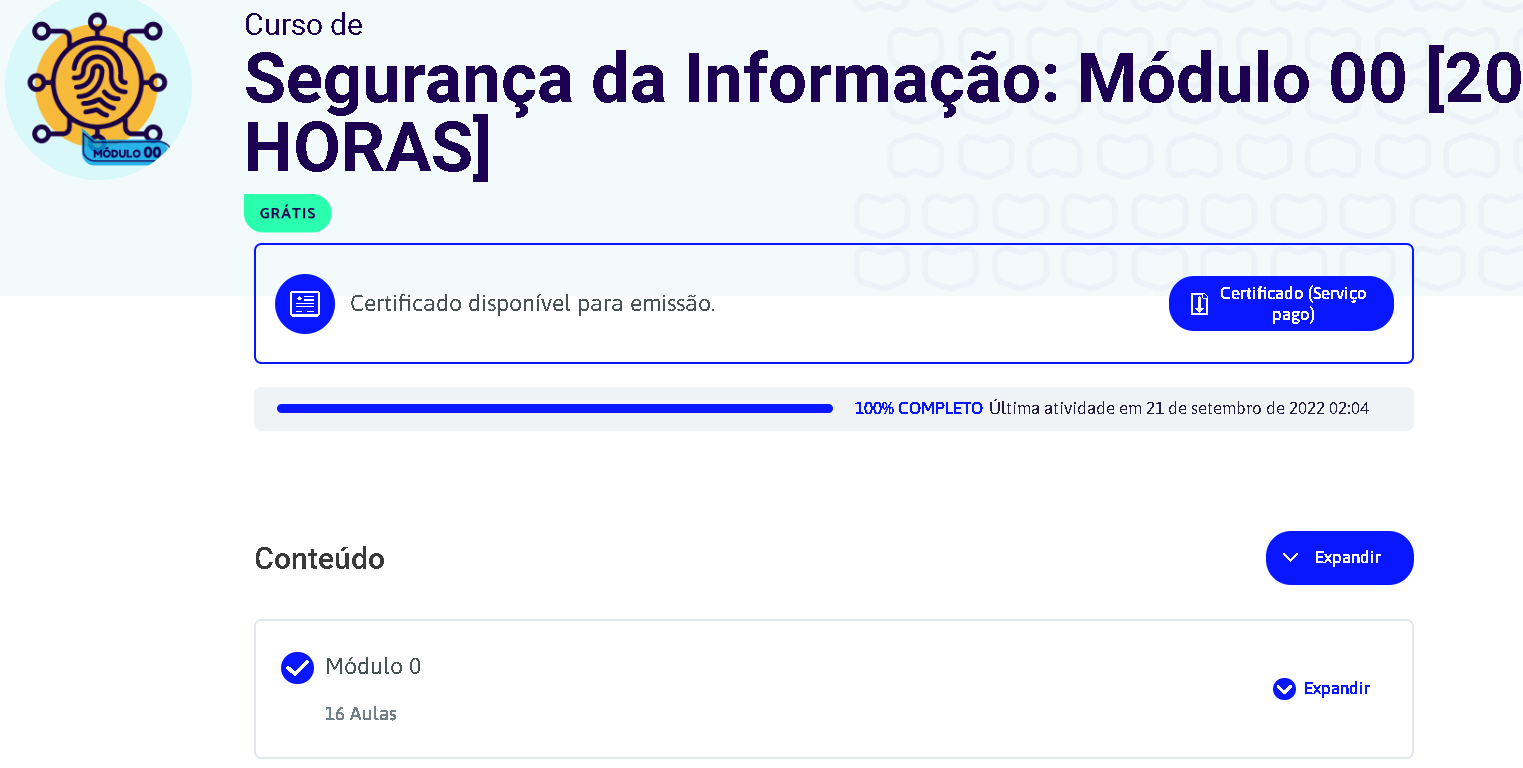 Curso de
Segurança da Informação: Módulo 00 [20
HORAS]
MÓDULO 00
GRÁTIS
Certificado disponível para emissão.
Certificado (Serviço
pago)
100% COMPLETO Última atividade em 21 de setembro de 2022 02:04
Conteúdo
Expandir
Módulo 0
16 Aulas
Expandir